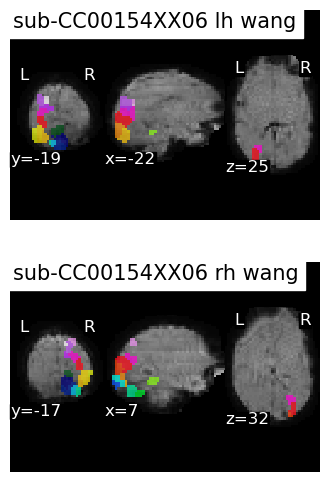 sub-CC00154XX06 lh wang
L R L R
y=-19 x=-22 z=25
sub-CC00154XX06 rh wang
L R L R
y=-17 x=7 z=32